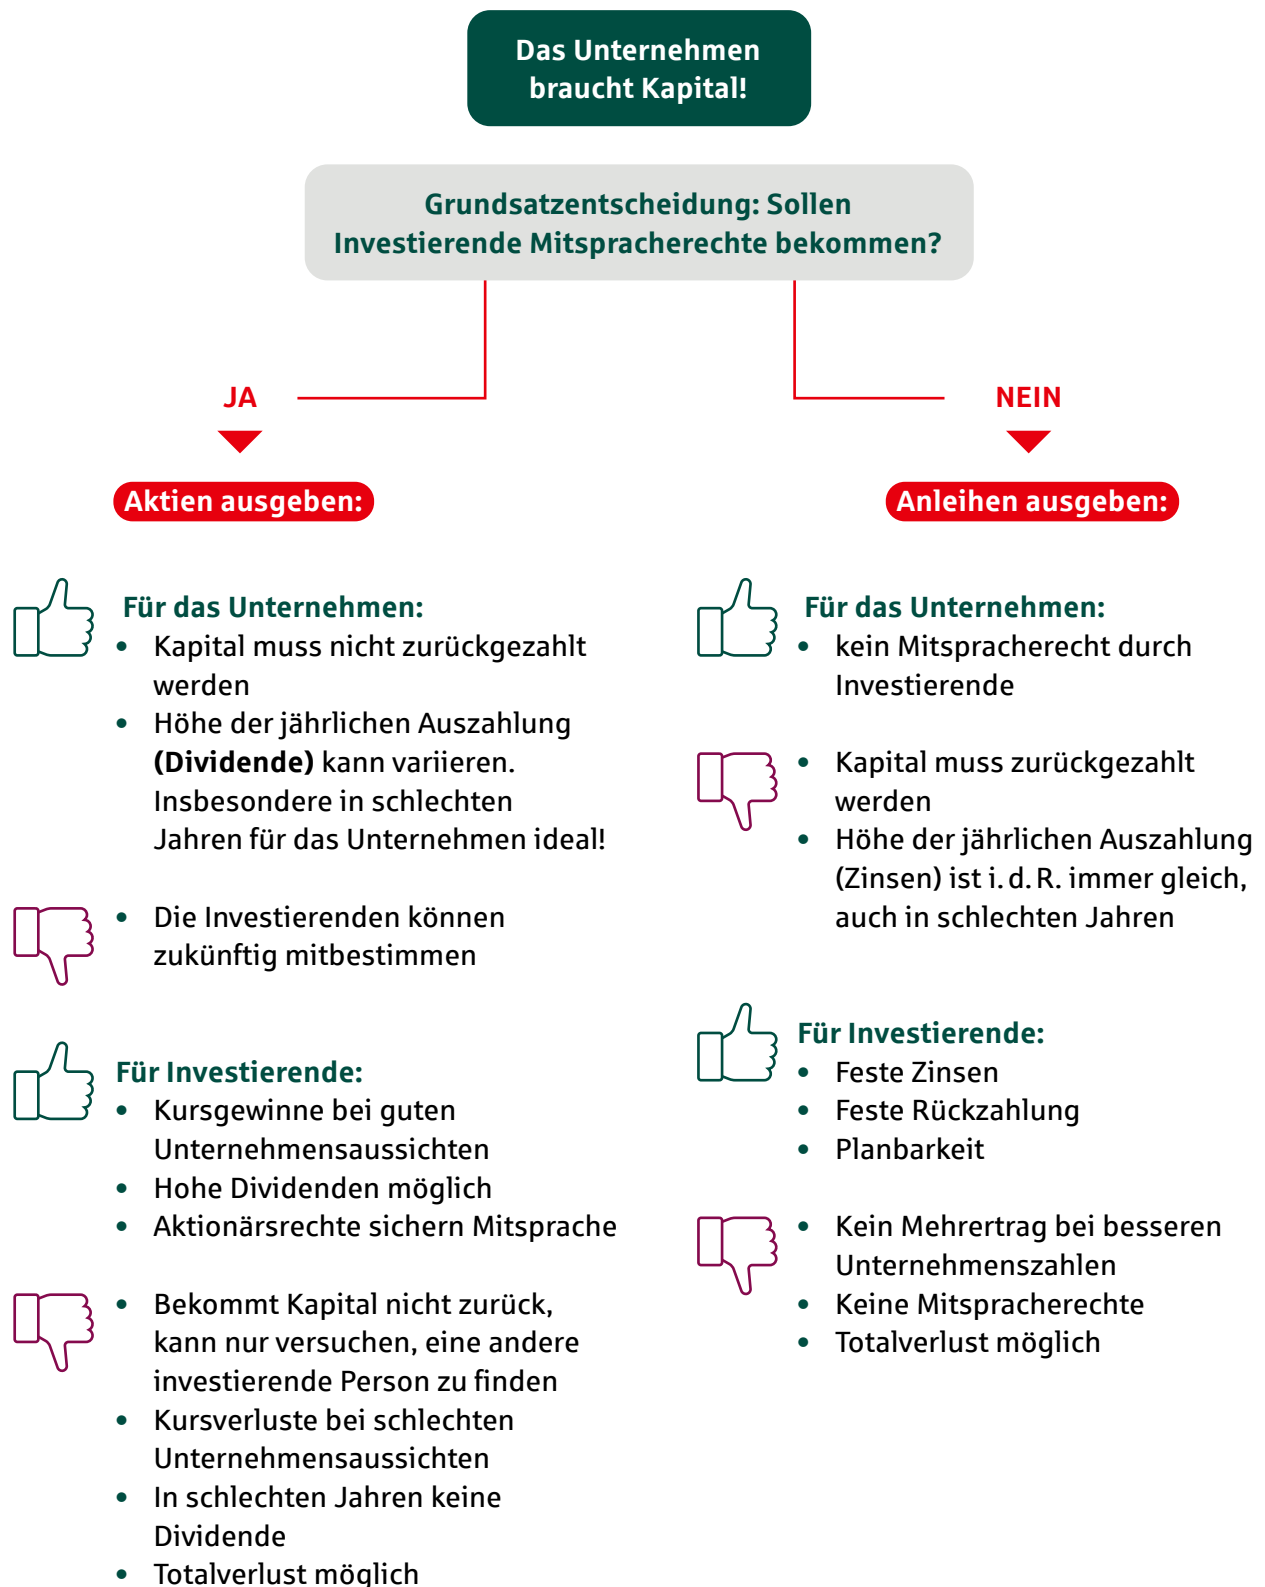 Das Unternehmen
braucht Kapital!
Grundsatzentscheidung: Sollen
Investierende Mitspracherechte bekommen?
JA
NEIN
Aktien ausgeben:
Für das Unternehmen:
• Kapital muss nicht zurückgezahlt
werden
• Höhe der jährlichen Auszahlung
(Dividende) kann variieren.
Insbesondere in schlechten
Jahren für das Unternehmen ideal!
• Die Investierenden können
zukünftig mitbestimmen
Für Investierende:
• Kursgewinne bei guten
Unternehmensaussichten
• Hohe Dividenden möglich
• Aktionärsrechte sichern Mitsprache
• Bekommt Kapital nicht zurück,
kann nur versuchen, eine andere
investierende Person zu finden
• Kursverluste bei schlechten
Unternehmensaussichten
• In schlechten Jahren keine
Dividende
• Totalverlust möglich
Anleihen ausgeben:
Für das Unternehmen:
• kein Mitspracherecht durch
Investierende
• Kapital muss zurückgezahlt
werden
• Höhe der jährlichen Auszahlung
(Zinsen) ist i. d. R. immer gleich,
auch in schlechten Jahren
Für Investierende:
• Feste Zinsen
• Feste Rückzahlung
• Planbarkeit
• Kein Mehrertrag bei besseren
Unternehmenszahlen
• Keine Mitspracherechte
• Totalverlust möglich